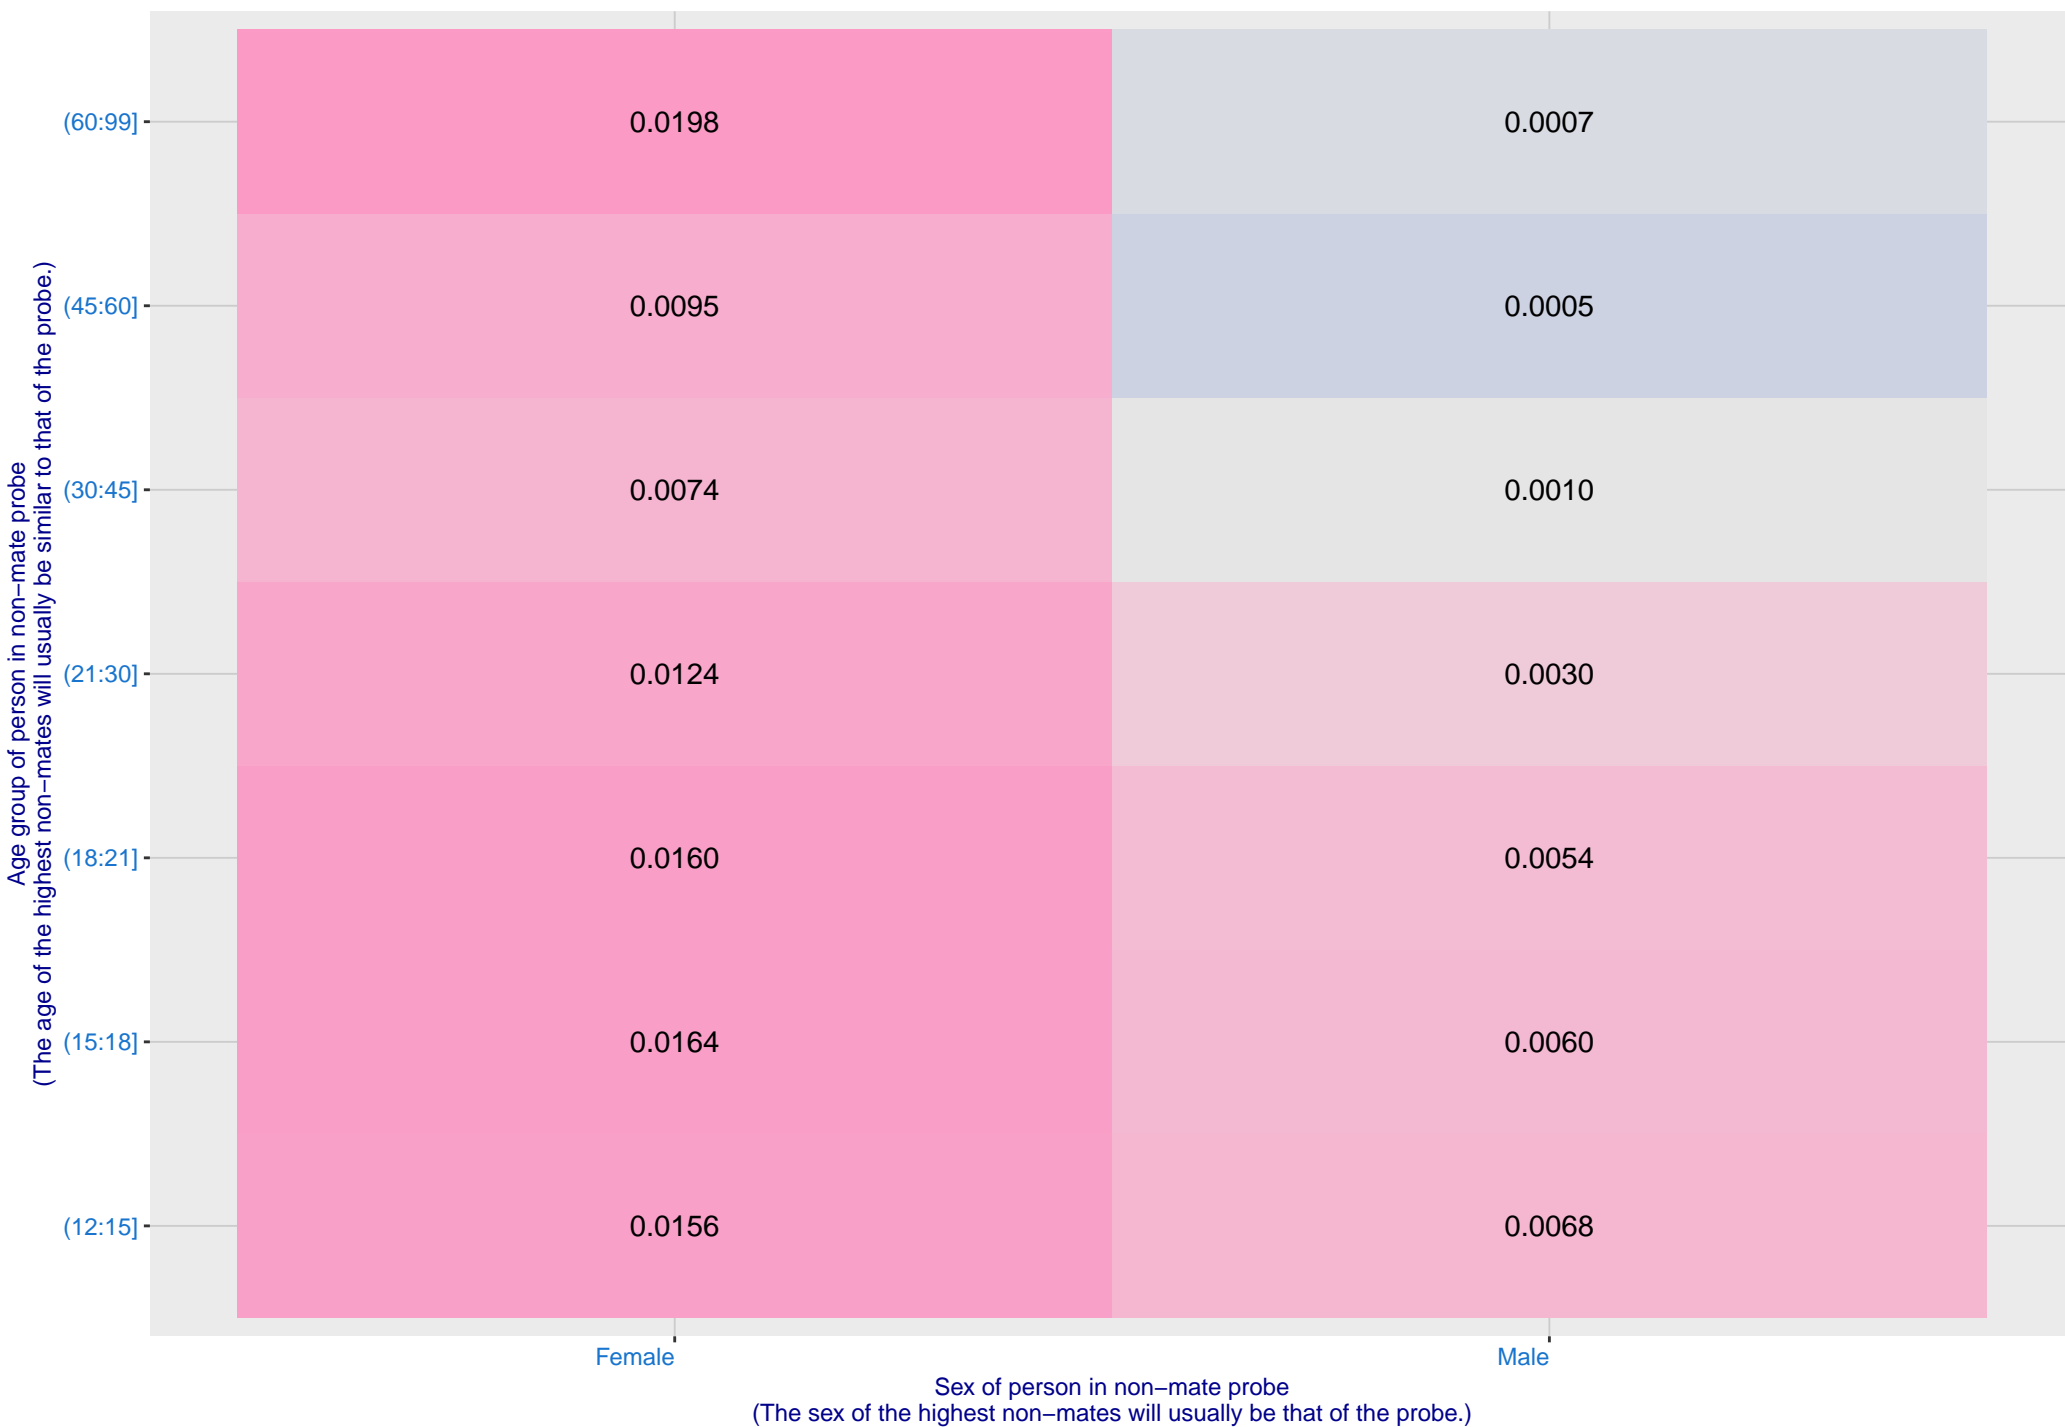 Age group of person in non−mate probe
(The age of the highest non−mates will usually be similar to that of the probe.)
(60:99] 0.0198 0.0007
(45:60] 0.0095 0.0005
(30:45] 0.0074 0.0010
(21:30] 0.0124 0.0030
(18:21] 0.0160 0.0054
(15:18] 0.0164 0.0060
(12:15] 0.0156 0.0068
Female Male
Sex of person in non−mate probe
(The sex of the highest non−mates will usually be that of the probe.)